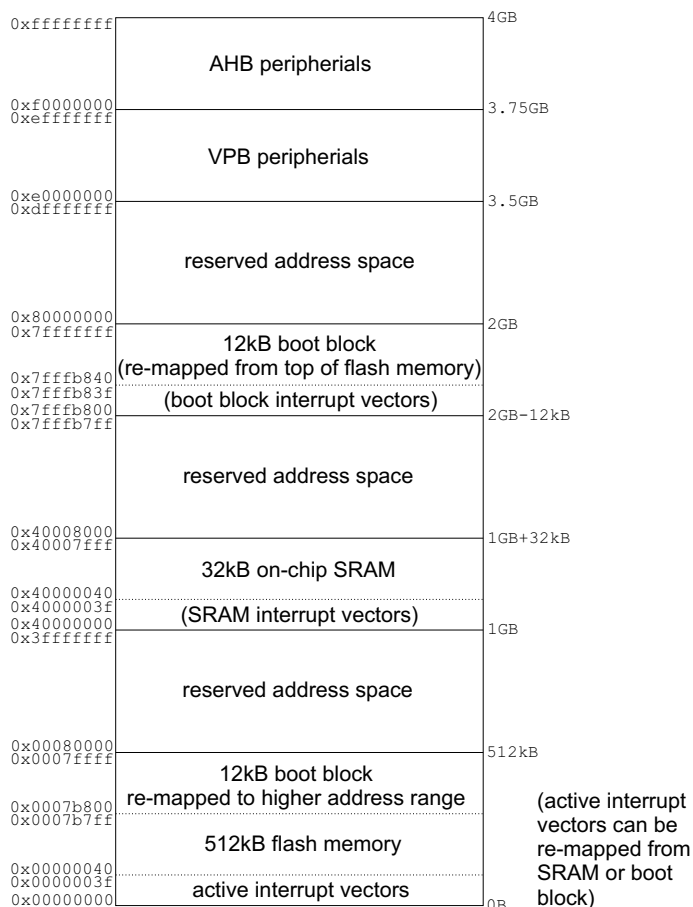 0xffffffff
4GB
AHB peripherials
0xf0000000
0xefffffff
3.75GB
VPB peripherials
0xe0000000
0xdfffffff
3.5GB
reserved address space
0x80000000
0x7fffffff
2GB
12kB boot block
(re-mapped from top of flash memory)
0x7fffb840
0x7fffb83f
(boot block interrupt vectors)
0x7fffb800
0x7fffb7ff
2GB-12kB
reserved address space
0x40008000
0x40007fff
1GB+32kB
32kB on-chip SRAM
0x40000040
0x4000003f
(SRAM interrupt vectors)
0x40000000
0x3fffffff
1GB
reserved address space
0x00080000
0x0007ffff
512kB
12kB boot block
re-mapped to higher address range
0x0007b800
0x0007b7ff
512kB flash memory
0x00000040
0x0000003f
active interrupt vectors
0x00000000
0B
(active interrupt
vectors can be
re-mapped from
SRAM or boot
block)